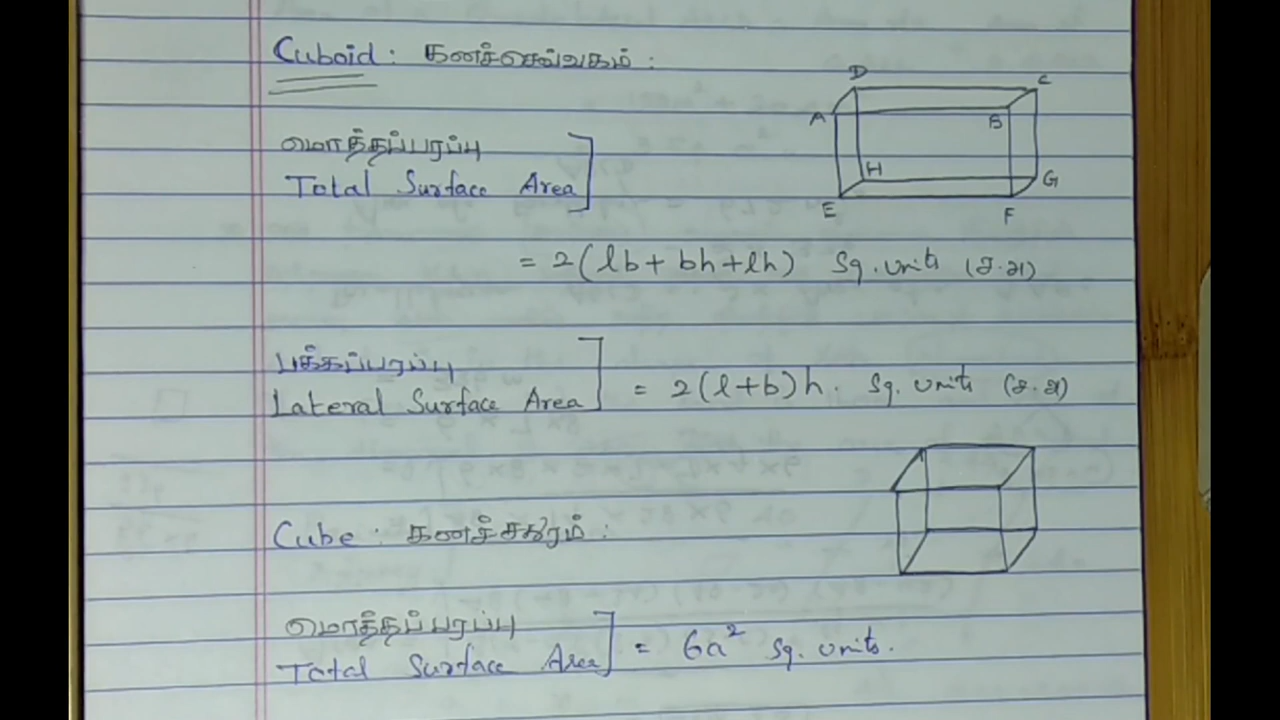 Cuboid : கனச்செவ்வகம் :
D
C
A
B
H
G
E
F
மொத்தப்பரப்பு
Total Surface Area
= 2(lb + bh + lh) Sq. units (ச.அ)
பக்கப்பரப்பு
Lateral Surface Area = 2(l+b)h. Sq. units (ச.அ)
Cube : கனச்சதுரம் :
மொத்தப்பரப்பு
Total Surface Area = 6a² Sq. units.